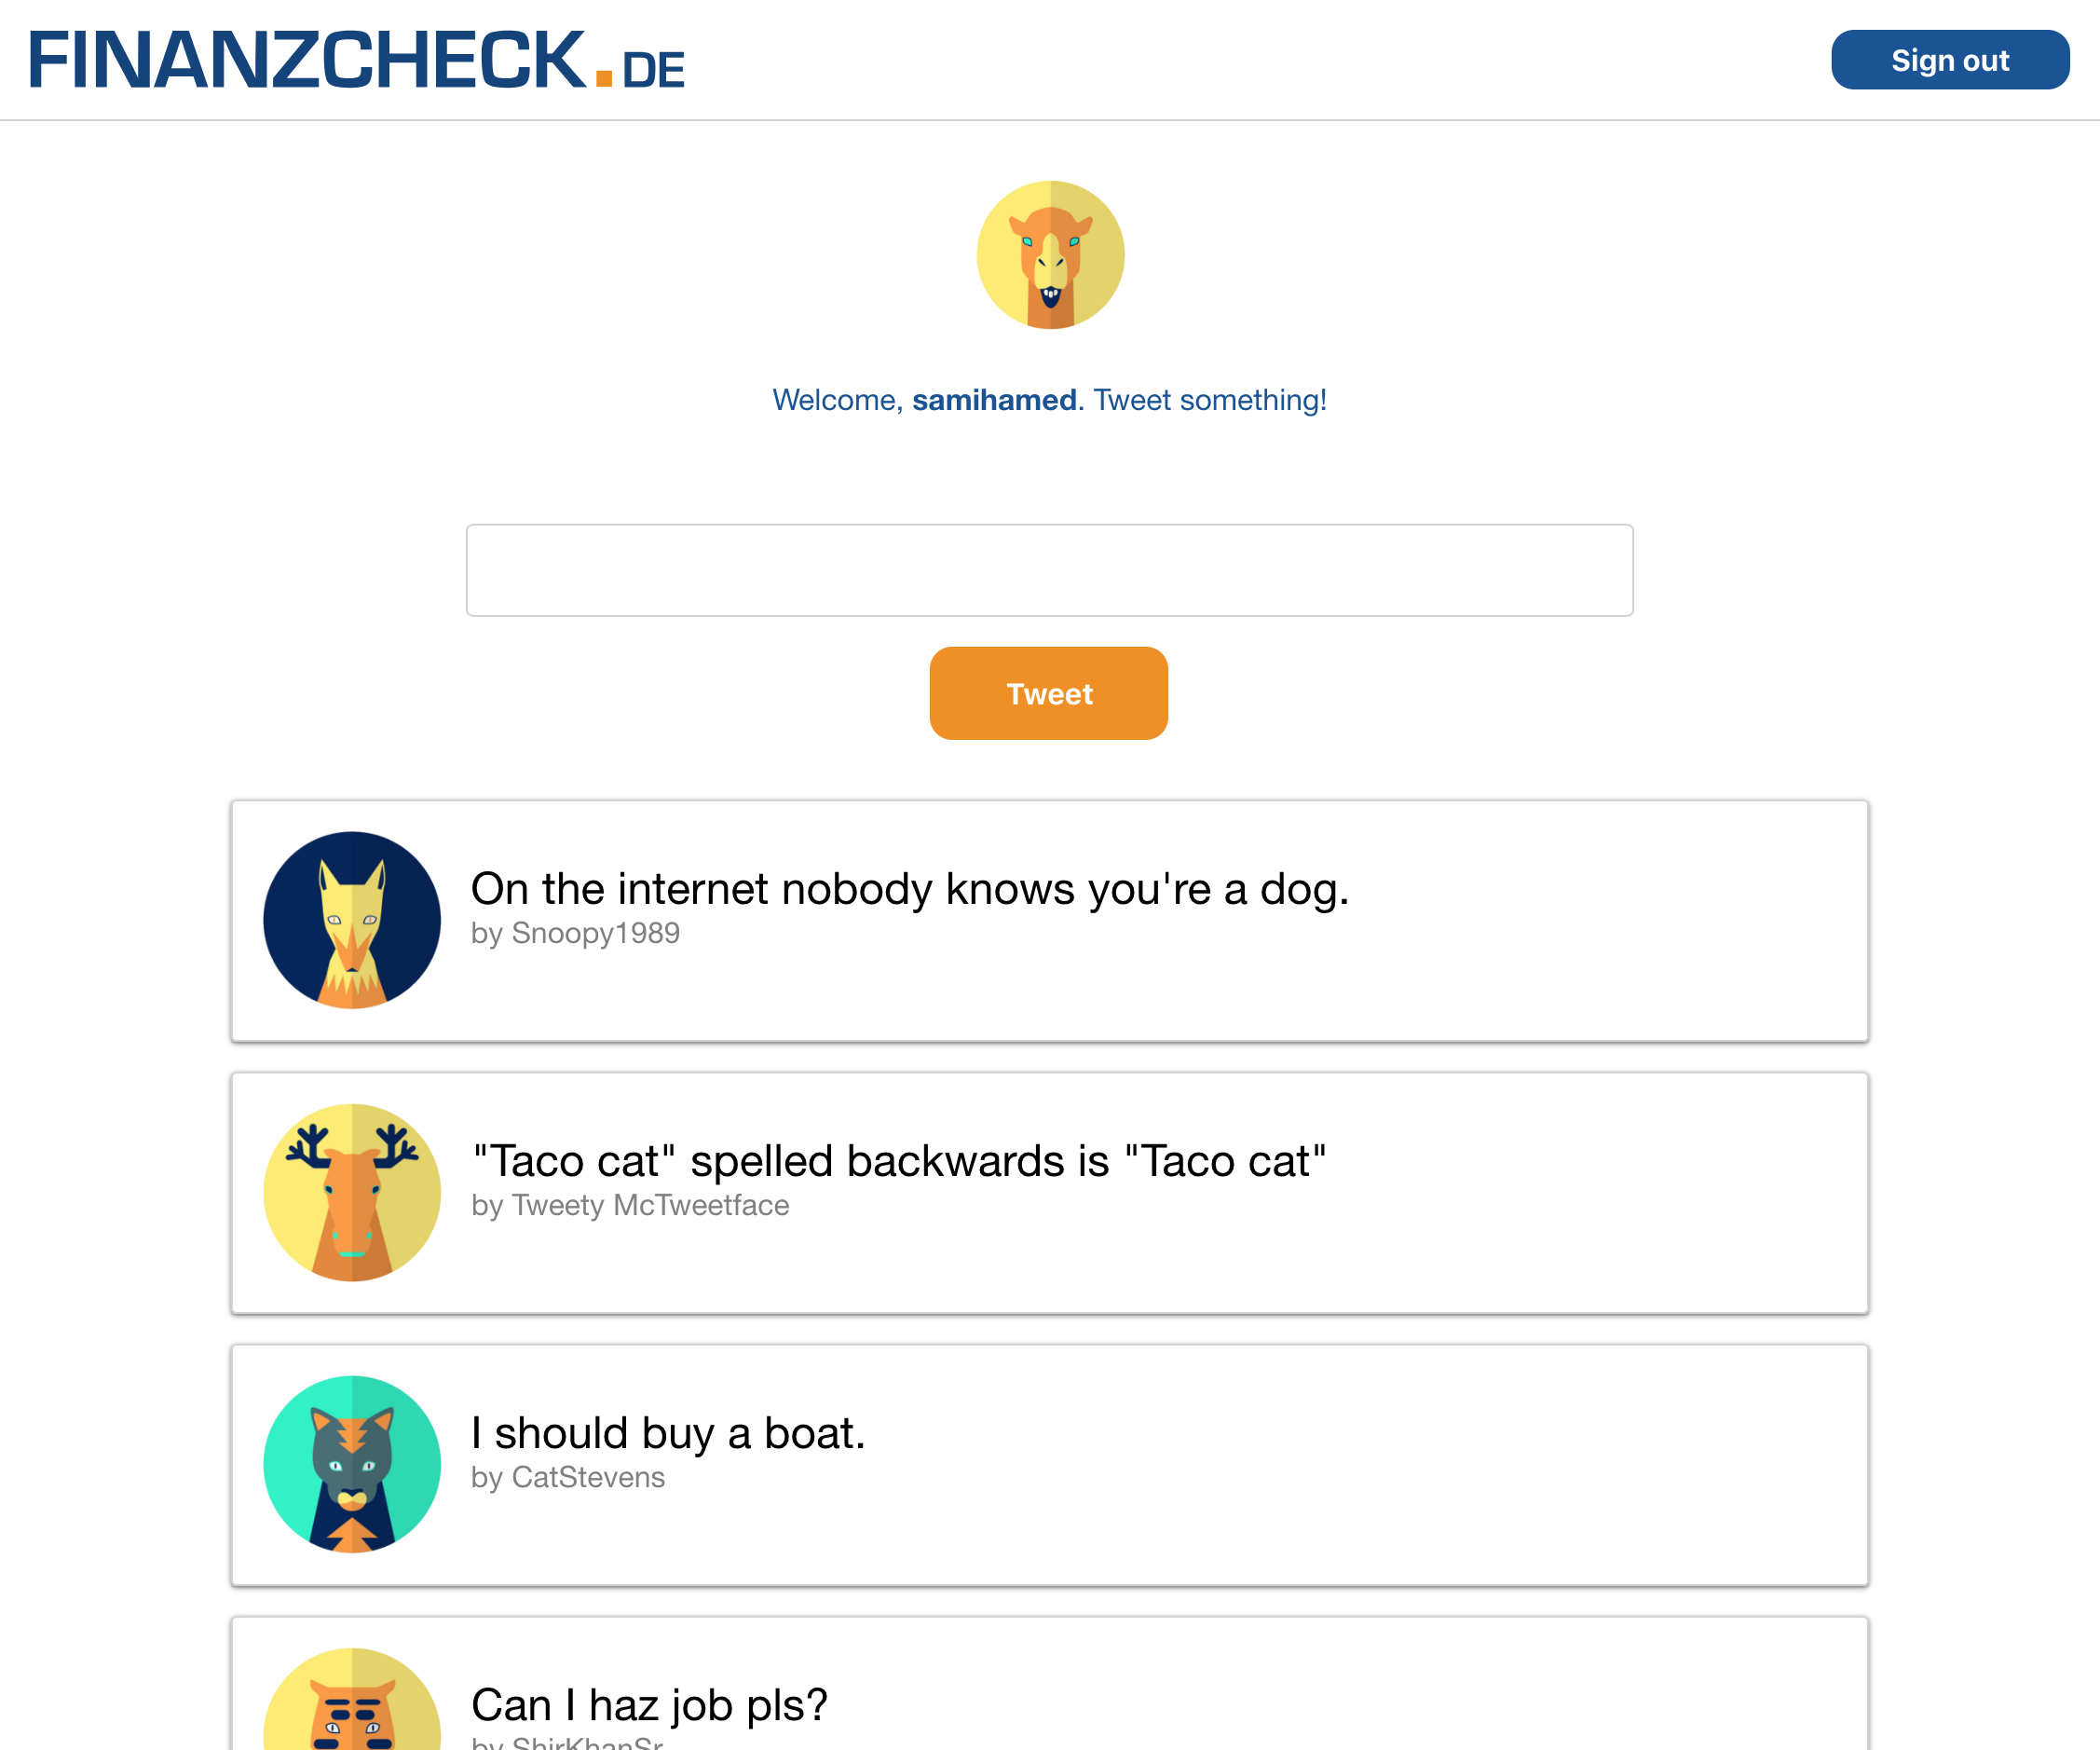 FINANZCHECK.DE
Sign out
Welcome, samihamed. Tweet something!
Tweet
On the internet nobody knows you're a dog.
by Snoopy1989
"Taco cat" spelled backwards is "Taco cat"
by Tweety McTweetface
I should buy a boat.
by CatStevens
Can I haz job pls?
by ShirKhanSr